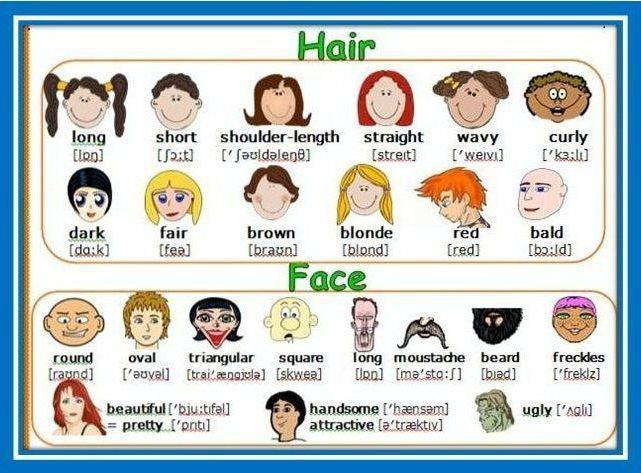 Hair
long short shoulder-length straight wavy curly
[lɒŋ] [ʃɔ:t] [ˈʃəʊldəleŋθ] [streɪt] [ˈweɪvɪ] [ˈkɜ:lɪ]
dark fair brown blonde red bald
[dɑ:k] [feə] [braʊn] [blɒnd] [red] [bɔ:ld]
Face
round oval triangular square long moustache beard freckles
[raʊnd] [ˈəʊvəl] [traiˈæŋgjʊlə] [skweə] [lɒŋ] [məˈstɑ:ʃ] [bɪəd] [ˈfreklz]
beautiful [ˈbju:tɪfəl] handsome [ˈhænsəm] ugly [ˈʌglɪ]
= pretty [ˈprɪtɪ] attractive [əˈtræktɪv]